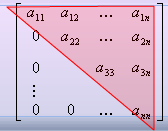 a₁₁ a₁₂ ... a₁ₙ
0 a₂₂ ... a₂ₙ
0 a₃₃ a₃ₙ
⋮
0 0 ... aₙₙ